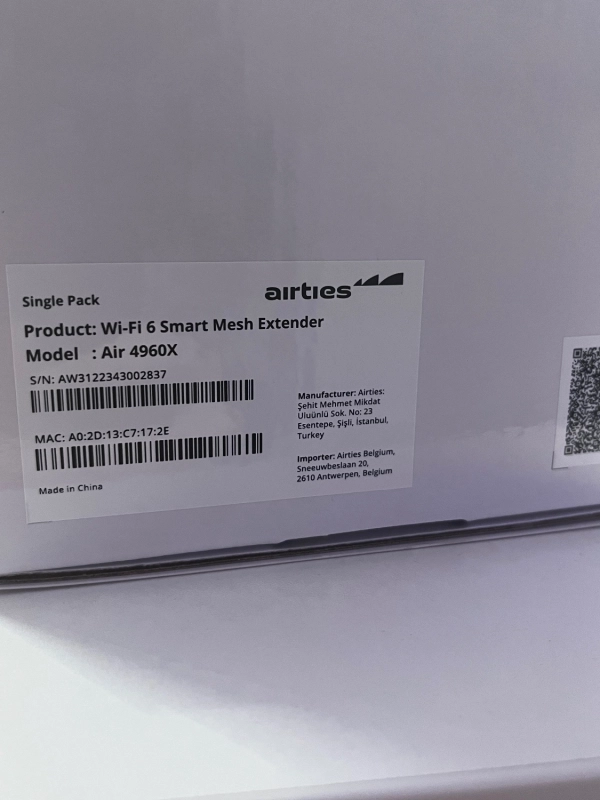 Single Pack
airties
Product: Wi-Fi 6 Smart Mesh Extender
Model : Air 4960X
S/N: AW3122343002837
MAC: A0:2D:13:C7:17:2E
Made in China
Manufacturer: Airties:
Şehit Mehmet Mikdat
Uluünlü Sok. No: 23
Esentepe, Şişli, İstanbul,
Turkey
Importer: Airties Belgium,
Sneeuwbeslaan 20,
2610 Antwerpen, Belgium